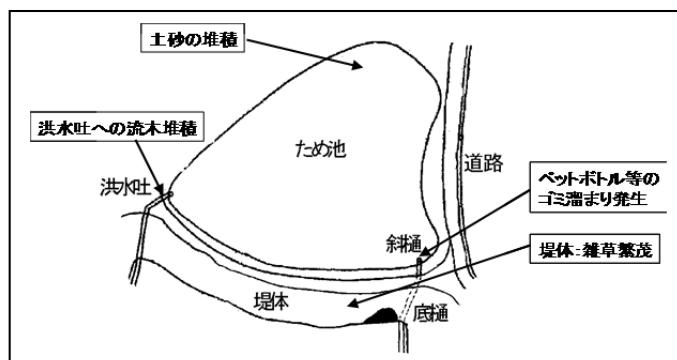 土砂の堆積
洪水吐への流木堆積
ため池
道路
洪水吐
ペットボトル等の
ゴミ溜まり発生
斜樋
堤体：雑草繁茂
堤体
底樋